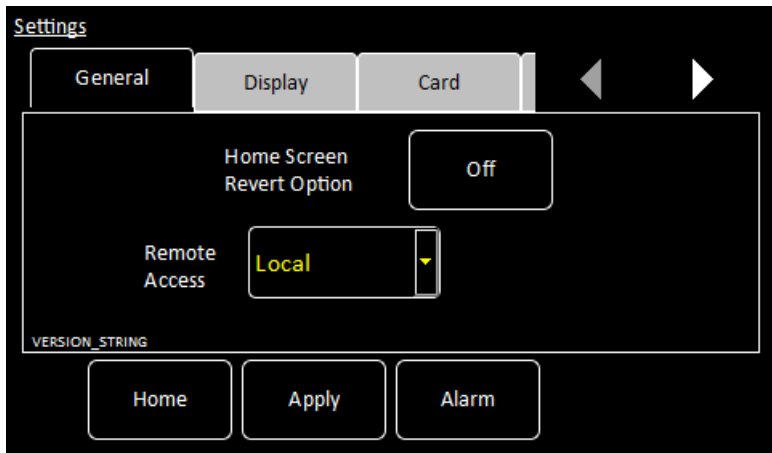 Settings
General
Display
Card
Home Screen
Revert Option
Off
Remote
Access
Local
VERSION_STRING
Home
Apply
Alarm